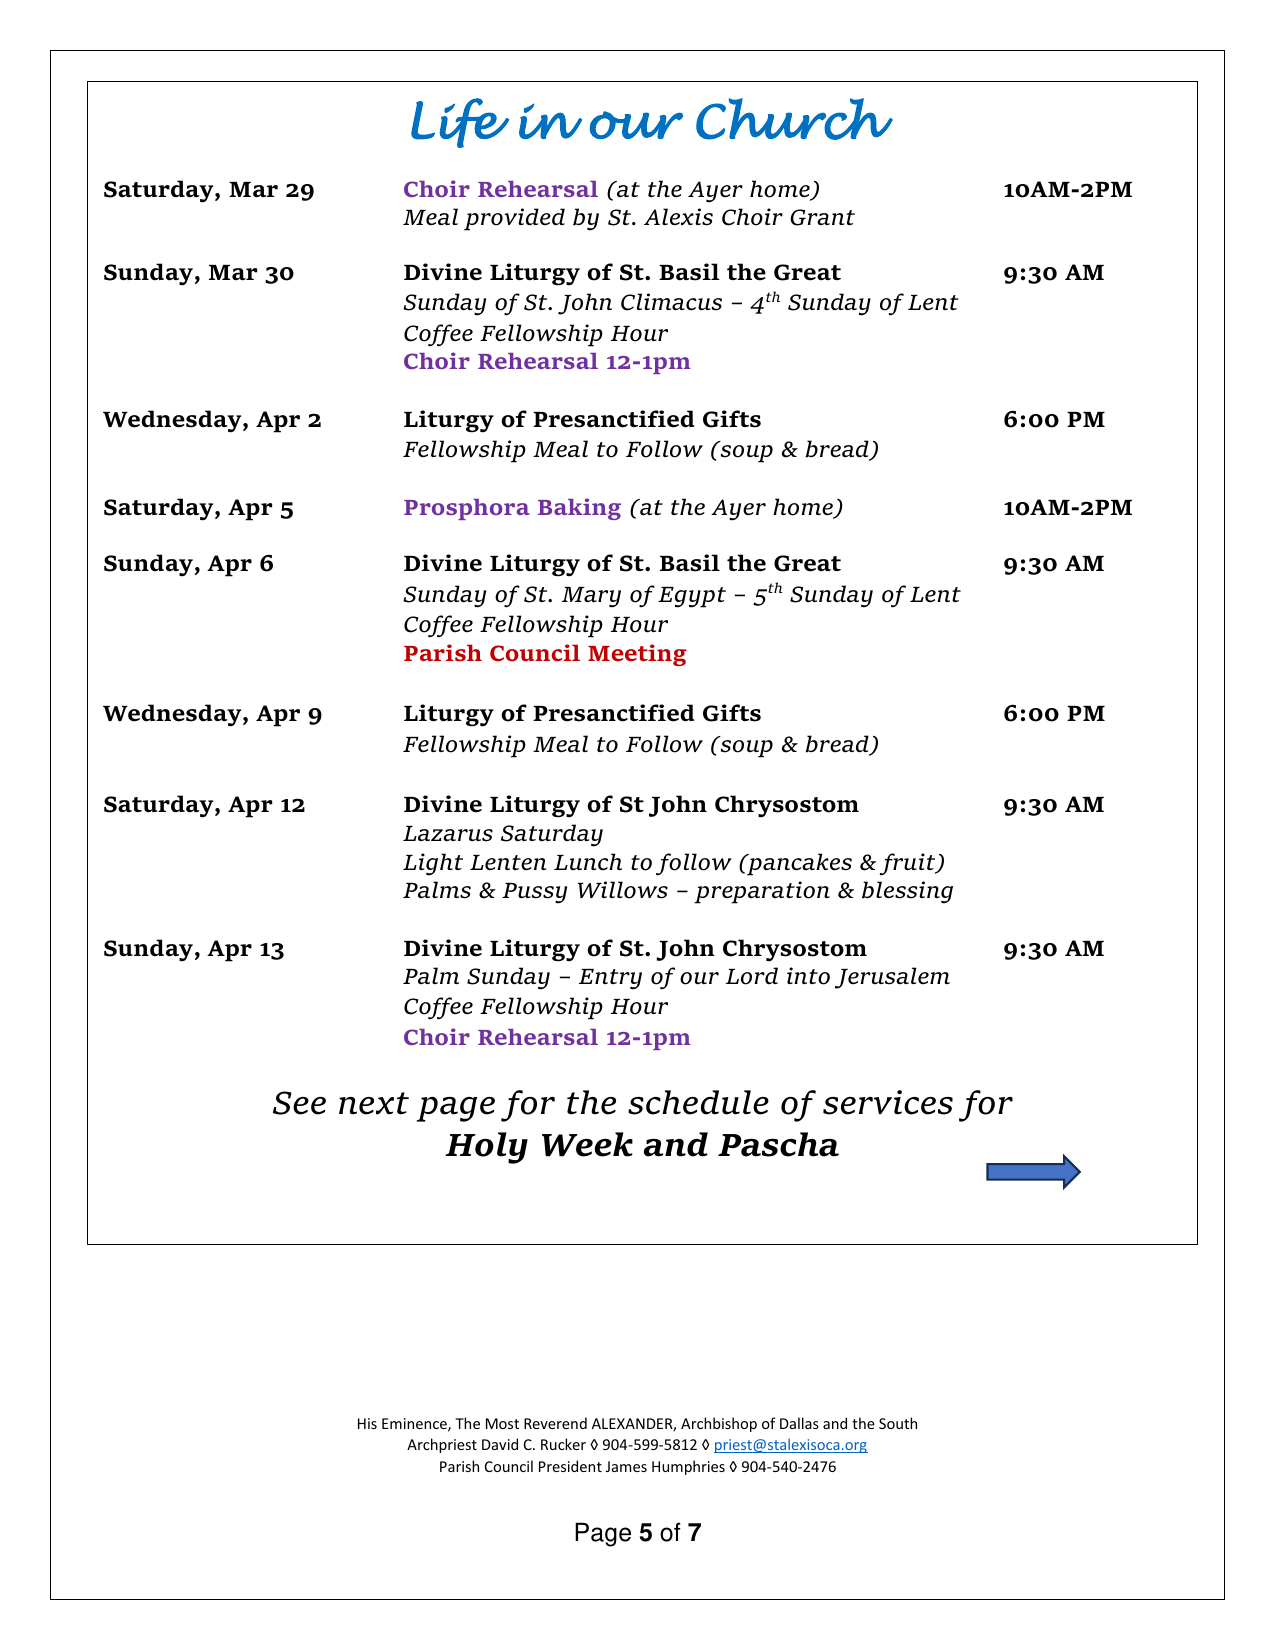 Life in our Church
Saturday, Mar 29 Choir Rehearsal (at the Ayer home) 10AM-2PM
Meal provided by St. Alexis Choir Grant
Sunday, Mar 30 Divine Liturgy of St. Basil the Great 9:30 AM
Sunday of St. John Climacus – 4th Sunday of Lent
Coffee Fellowship Hour
Choir Rehearsal 12-1pm
Wednesday, Apr 2 Liturgy of Presanctified Gifts 6:00 PM
Fellowship Meal to Follow (soup & bread)
Saturday, Apr 5 Prosphora Baking (at the Ayer home) 10AM-2PM
Sunday, Apr 6 Divine Liturgy of St. Basil the Great 9:30 AM
Sunday of St. Mary of Egypt – 5th Sunday of Lent
Coffee Fellowship Hour
Parish Council Meeting
Wednesday, Apr 9 Liturgy of Presanctified Gifts 6:00 PM
Fellowship Meal to Follow (soup & bread)
Saturday, Apr 12 Divine Liturgy of St John Chrysostom 9:30 AM
Lazarus Saturday
Light Lenten Lunch to follow (pancakes & fruit)
Palms & Pussy Willows – preparation & blessing
Sunday, Apr 13 Divine Liturgy of St. John Chrysostom 9:30 AM
Palm Sunday – Entry of our Lord into Jerusalem
Coffee Fellowship Hour
Choir Rehearsal 12-1pm
See next page for the schedule of services for
Holy Week and Pascha
His Eminence, The Most Reverend ALEXANDER, Archbishop of Dallas and the South
Archpriest David C. Rucker ◊ 904-599-5812 ◊ priest@stalexisoca.org
Parish Council President James Humphries ◊ 904-540-2476
Page 5 of 7